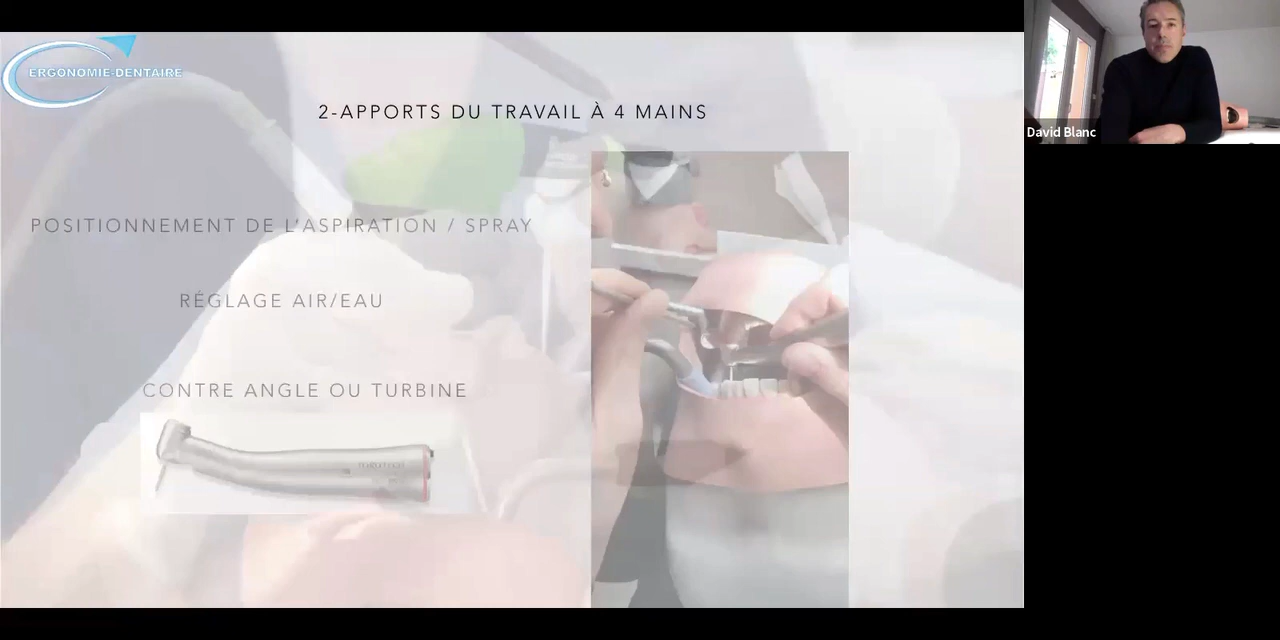 ERGONOMIE-DENTAIRE
2-APPORTS DU TRAVAIL À 4 MAINS
POSITIONNEMENT DE L'ASPIRATION / SPRAY
RÉGLAGE AIR/EAU
CONTRE ANGLE OU TURBINE
David Blanc